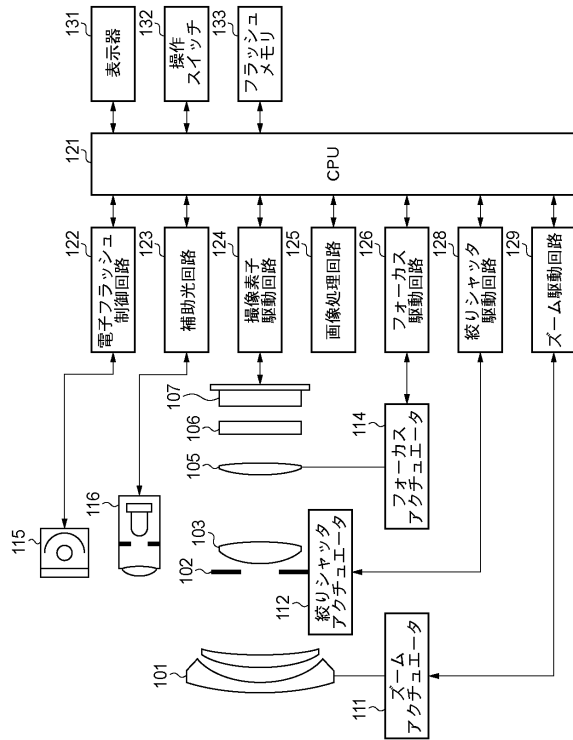 131
表示器
132
操作
スイッチ
133
フラッシュ
メモリ
121
CPU
122
電子フラッシュ
制御回路
123
補助光回路
124
撮像素子
駆動回路
125
画像処理回路
126
フォーカス
駆動回路
128
絞りシャッタ
駆動回路
129
ズーム駆動回路
115
116
107
106
105
103
102
101
114
フォーカス
アクチュエータ
112
絞りシャッタ
アクチュエータ
111
ズーム
アクチュエータ